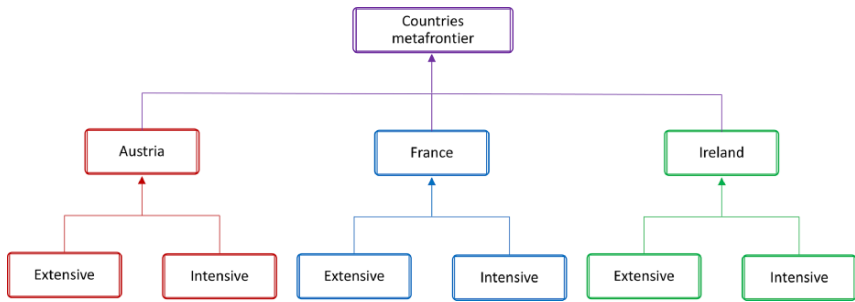 Countries
metafrontier
Austria
France
Ireland
Extensive
Intensive
Extensive
Intensive
Extensive
Intensive